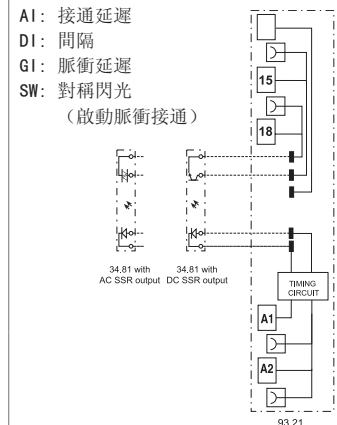 AI: 接通延遲
DI: 間隔
GI: 脈衝延遲
SW: 對稱閃光
（啟動脈衝接通）
15
18
34.81 with
AC SSR output
34.81 with
DC SSR output
TIMING
CIRCUIT
A1
A2
93.21